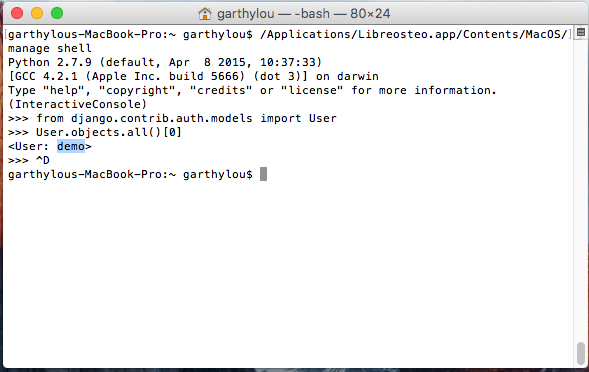 garthylou — -bash — 80×24
[garthylous-MacBook-Pro:~ garthylou$ /Applications/Libreosteo.app/Contents/MacOS/]
manage shell
Python 2.7.9 (default, Apr  8 2015, 10:37:33)
[GCC 4.2.1 (Apple Inc. build 5666) (dot 3)] on darwin
Type "help", "copyright", "credits" or "license" for more information.
(InteractiveConsole)
>>> from django.contrib.auth.models import User
>>> User.objects.all()[0]
<User: demo>
>>> ^D
garthylous-MacBook-Pro:~ garthylou$